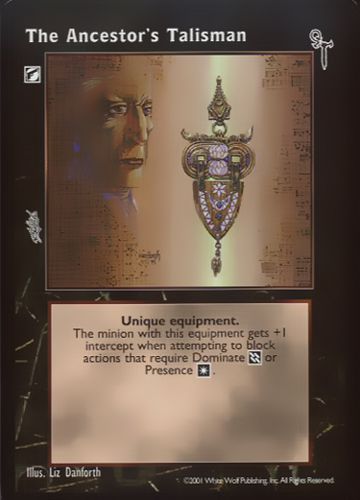 The Ancestor's Talisman
Unique equipment.
The minion with this equipment gets +1
intercept when attempting to block
actions that require Dominate or
Presence .
Illus. Liz Danforth
©2001 White Wolf Publishing, Inc. All Rights Reserved.